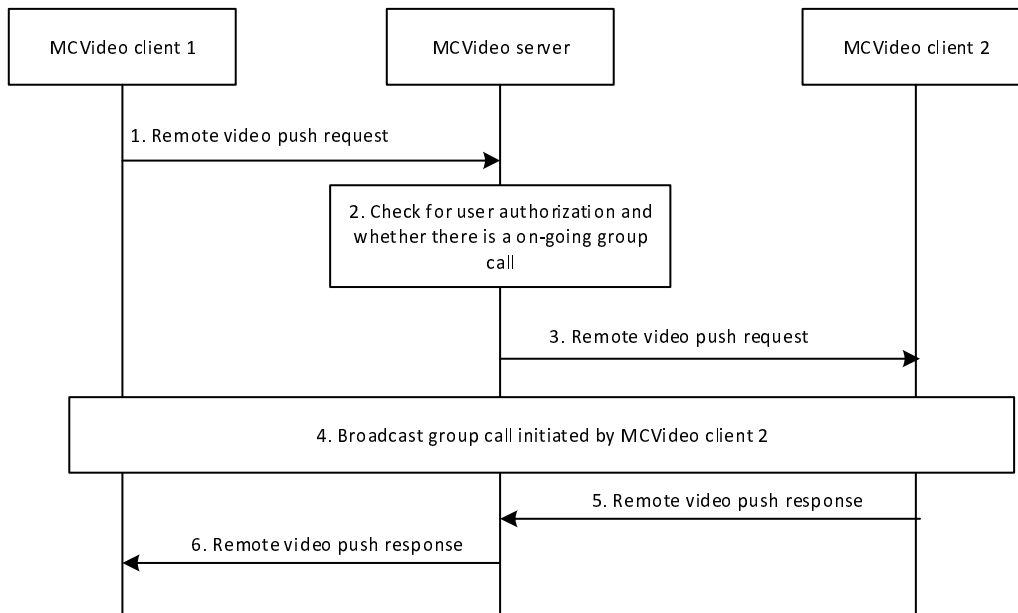 MCVideo client 1
MCVideo server
MCVideo client 2
1. Remote video push request
2. Check for user authorization and
whether there is a on-going group
call
3. Remote video push request
4. Broadcast group call initiated by MCVideo client 2
5. Remote video push response
6. Remote video push response